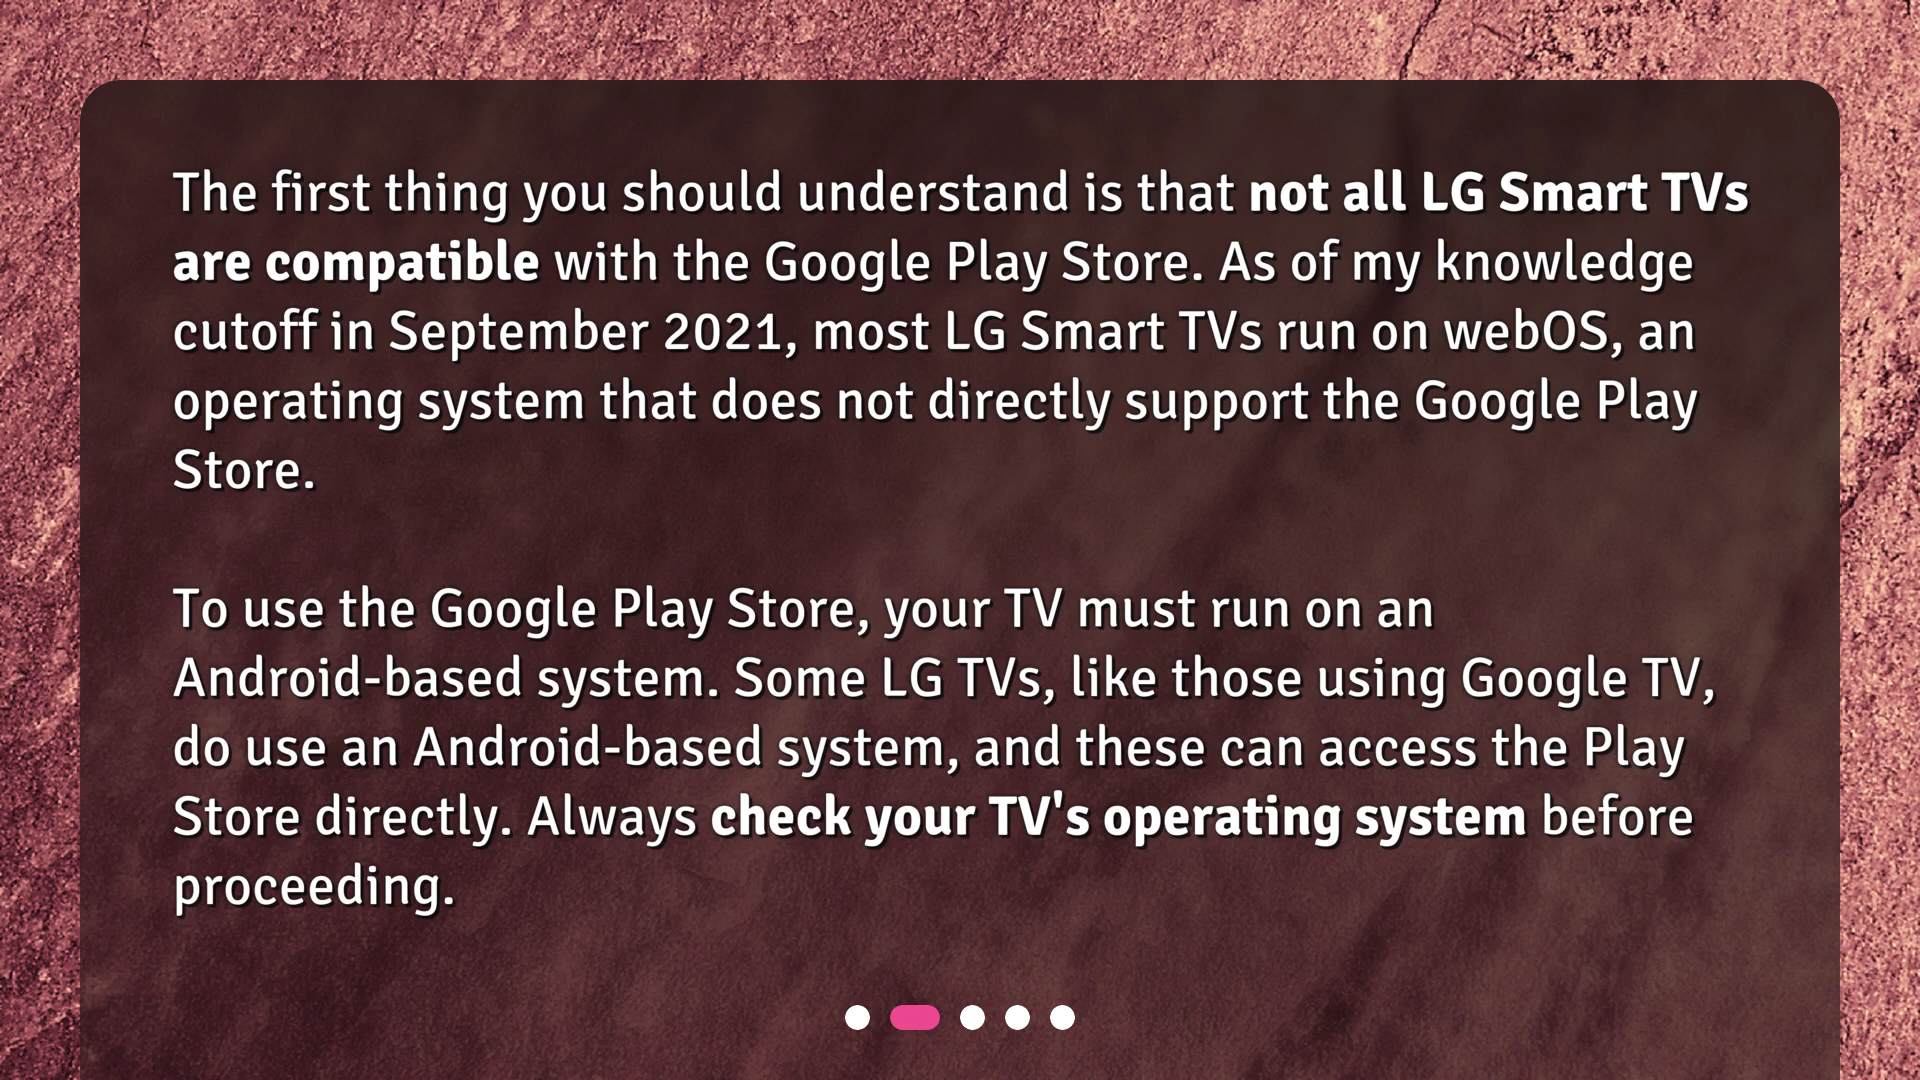 The first thing you should understand is that not all LG Smart TVs
are compatible with the Google Play Store. As of my knowledge
cutoff in September 2021, most LG Smart TVs run on webOS, an
operating system that does not directly support the Google Play
Store.
To use the Google Play Store, your TV must run on an
Android-based system. Some LG TVs, like those using Google TV,
do use an Android-based system, and these can access the Play
Store directly. Always check your TV's operating system before
proceeding.